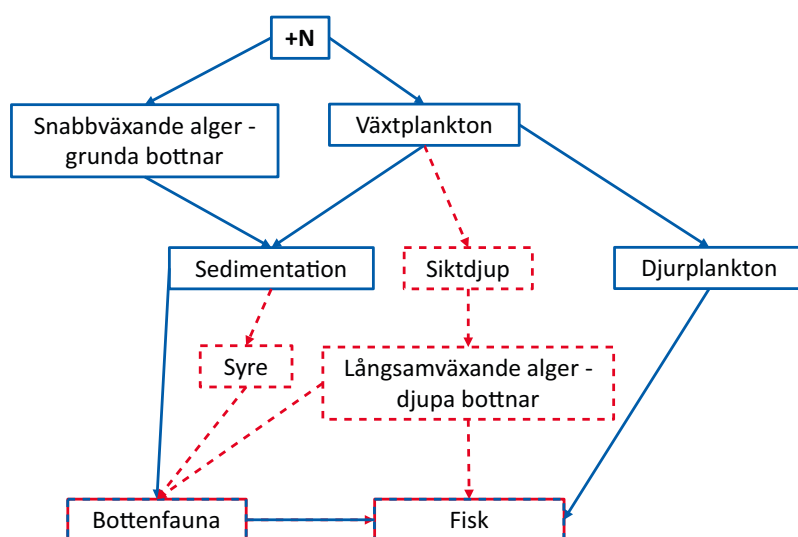 +N
Snabbväxande alger -
grunda bottnar
Växtplankton
Sedimentation
Siktdjup
Djurplankton
Syre
Långsamväxande alger -
djupa bottnar
Bottenfauna
Fisk